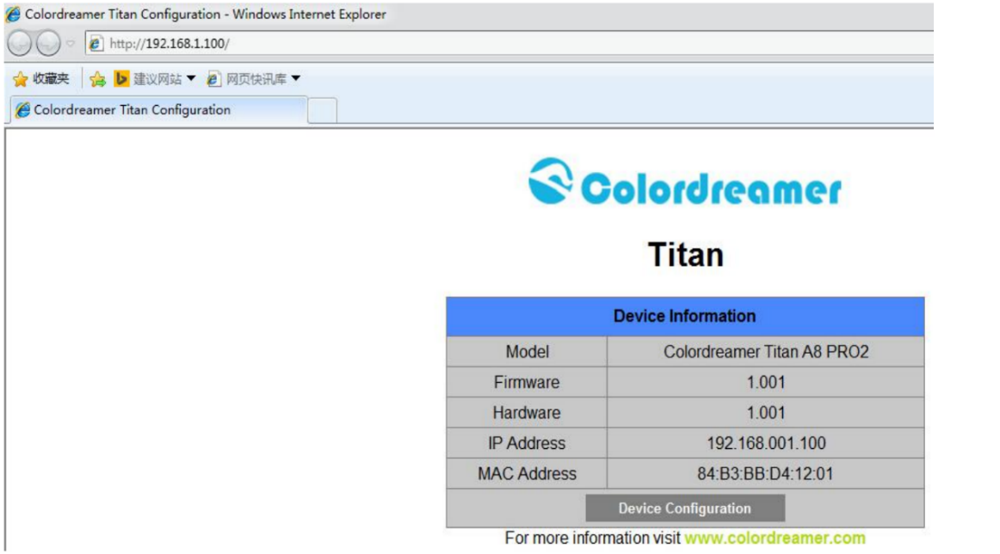 Colordreamer Titan Configuration - Windows Internet Explorer
http://192.168.1.100/
收藏夹 建议网站 网页快讯库
Colordreamer Titan Configuration
Colordreamer
Titan
Device Information
Model Colordreamer Titan A8 PRO2
Firmware 1.001
Hardware 1.001
IP Address 192.168.001.100
MAC Address 84:B3:BB:D4:12:01
Device Configuration
For more information visit www.colordreamer.com